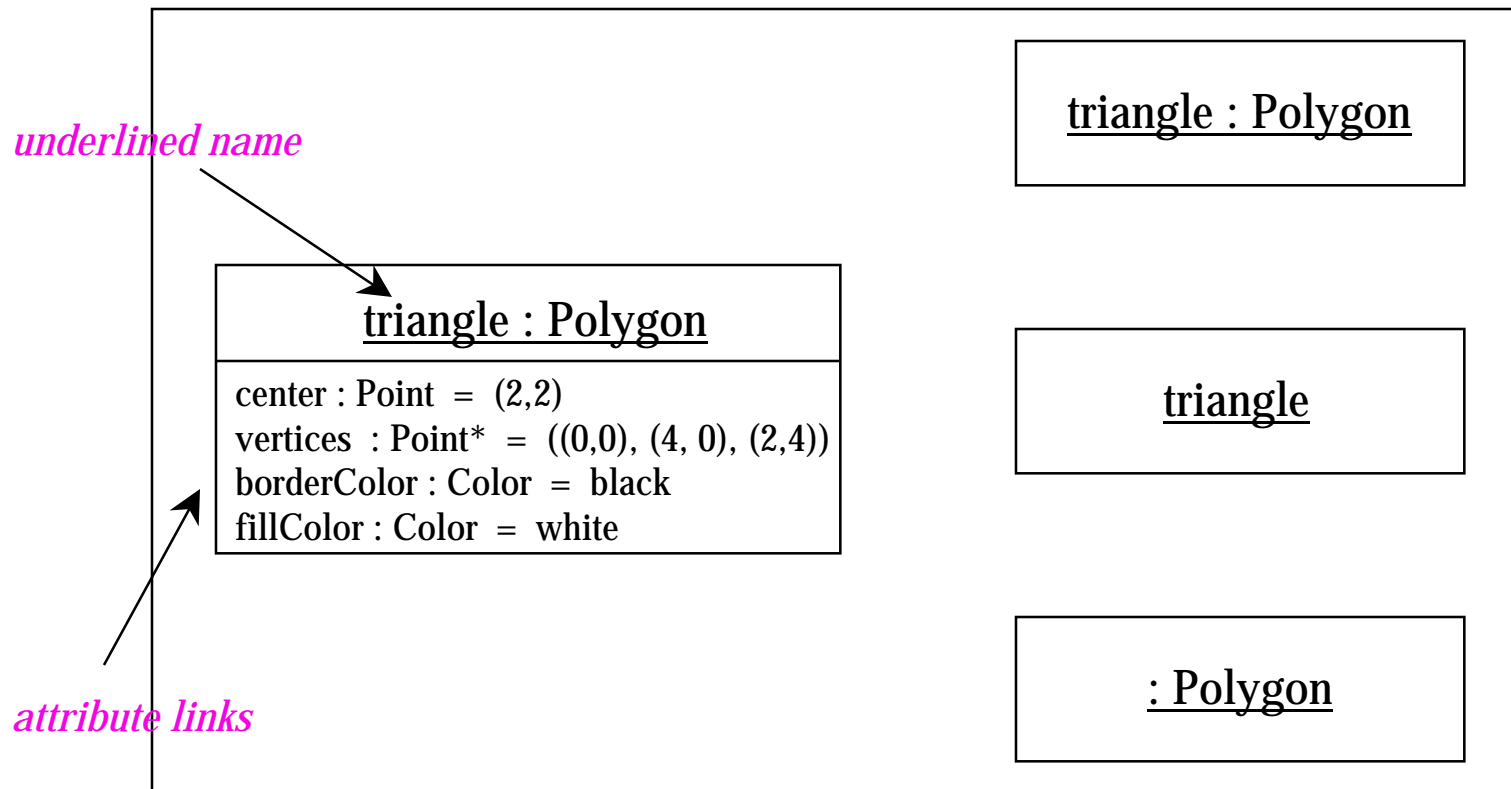 underlined name
triangle : Polygon
center : Point = (2,2)
vertices : Point* = ((0,0), (4, 0), (2,4))
borderColor : Color = black
fillColor : Color = white
attribute links
triangle : Polygon
triangle
: Polygon